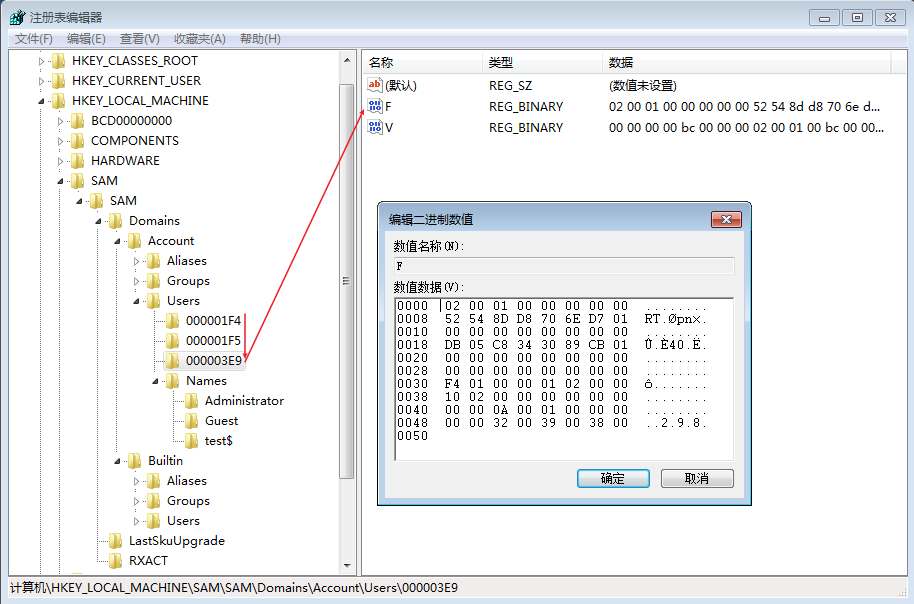 注册表编辑器
文件(F) 编辑(E) 查看(V) 收藏夹(A) 帮助(H)
HKEY_CLASSES_ROOT
HKEY_CURRENT_USER
HKEY_LOCAL_MACHINE
BCD00000000
COMPONENTS
HARDWARE
SAM
SAM
Domains
Account
Aliases
Groups
Users
000001F4
000001F5
000003E9
Names
Administrator
Guest
test$
Builtin
Aliases
Groups
Users
LastSkuUpgrade
RXACT
名称 类型 数据
ab (默认) REG_SZ (数值未设置)
REG_BINARY 02 00 01 00 00 00 00 00 52 54 8d d8 70 6e d...
V REG_BINARY 00 00 00 00 bc 00 00 00 02 00 01 00 bc 00 00...
编辑二进制数值
数值名称(N):
F
数值数据(V):
0000 02 00 01 00 00 00 00 00 ........
0008 52 54 8D D8 70 6E D7 01 RT.Øpn×.
0010 00 00 00 00 00 00 00 00 ........
0018 DB 05 C8 34 30 89 CB 01 Û.È40.Ë.
0020 00 00 00 00 00 00 00 00 ........
0028 00 00 00 00 00 00 00 00 ........
0030 F4 01 00 00 01 02 00 00 ô.......
0038 10 02 00 00 00 00 00 00 ........
0040 00 00 0A 00 01 00 00 00 ........
0048 00 00 32 00 39 00 38 00 ..2.9.8.
0050
确定 取消
计算机\HKEY_LOCAL_MACHINE\SAM\SAM\Domains\Account\Users\000003E9